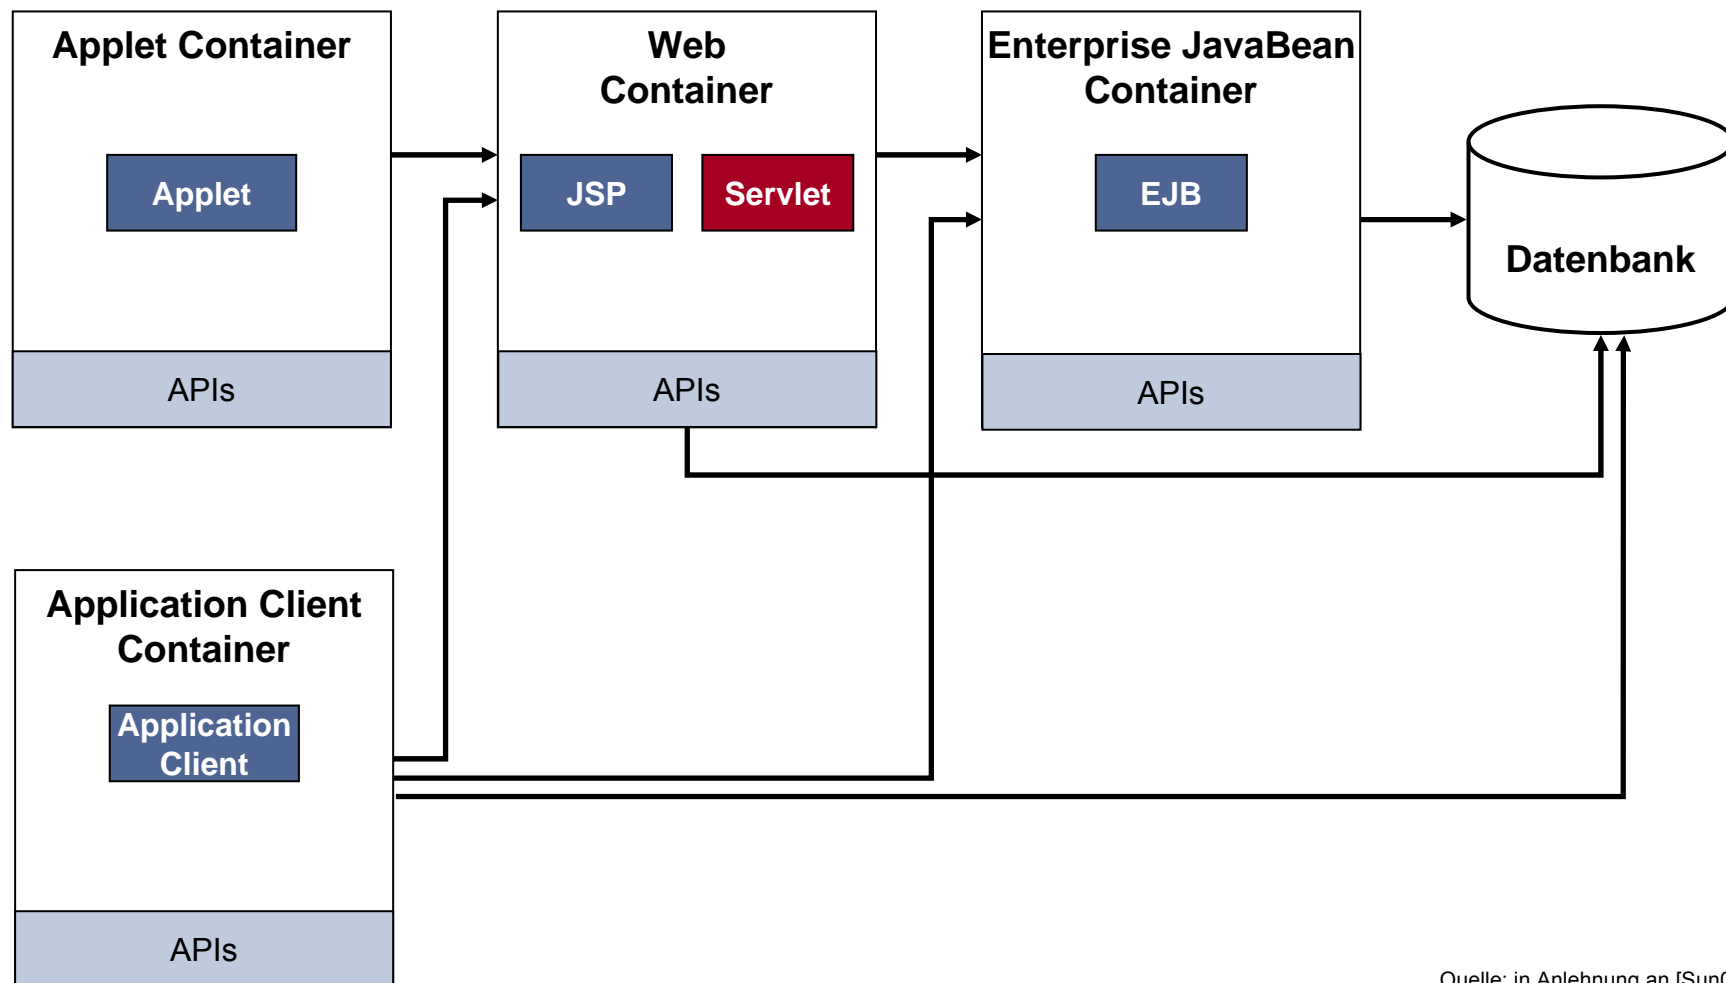 Applet Container
Applet
APIs
Web
Container
JSP
Servlet
APIs
Enterprise JavaBean
Container
EJB
APIs
Datenbank
Application Client
Container
Application
Client
APIs
Quelle: in Anlehnung an